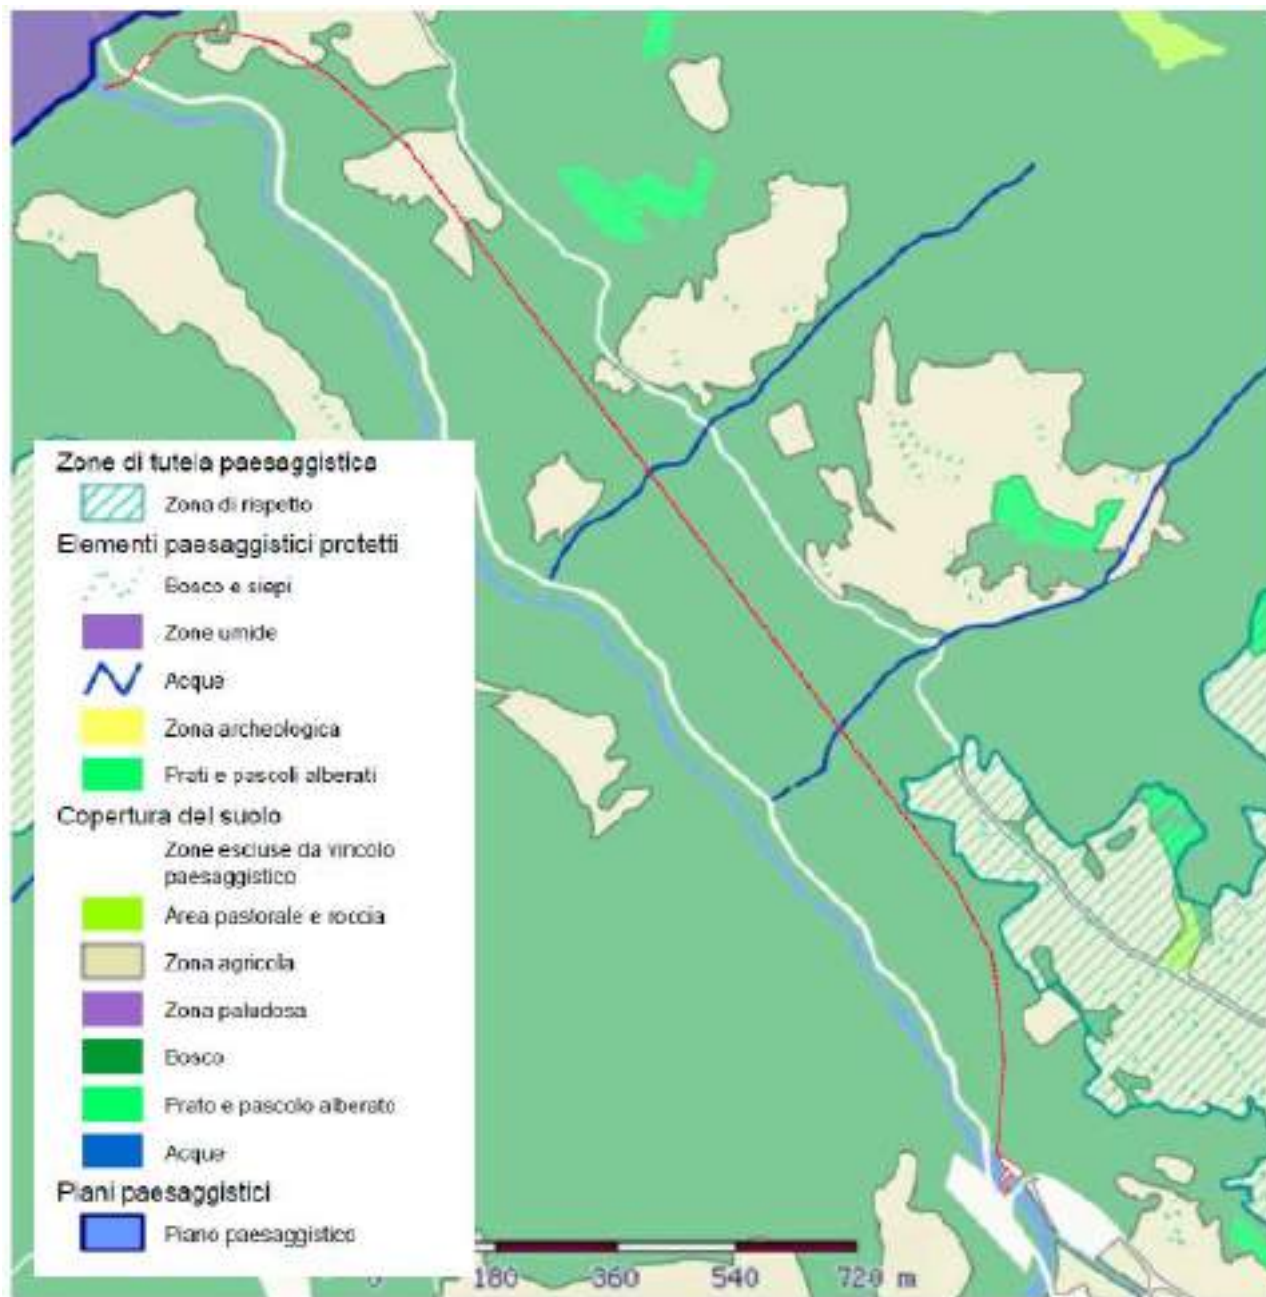 Zone di tutela paesaggistica
Zona di rispetto
Elementi paesaggistici protetti
Bosco e siepi
Zone umide
Acque
Zona archeologica
Prati e pascoli alberati
Copertura del suolo
Zone escluse da vincolo
paesaggistico
Area pastorale e roccia
Zona agricola
Zona paludosa
Bosco
Prato e pascolo alberato
Acque
Piani paesaggistici
Piano paesaggistico
0 180 360 540 720 m